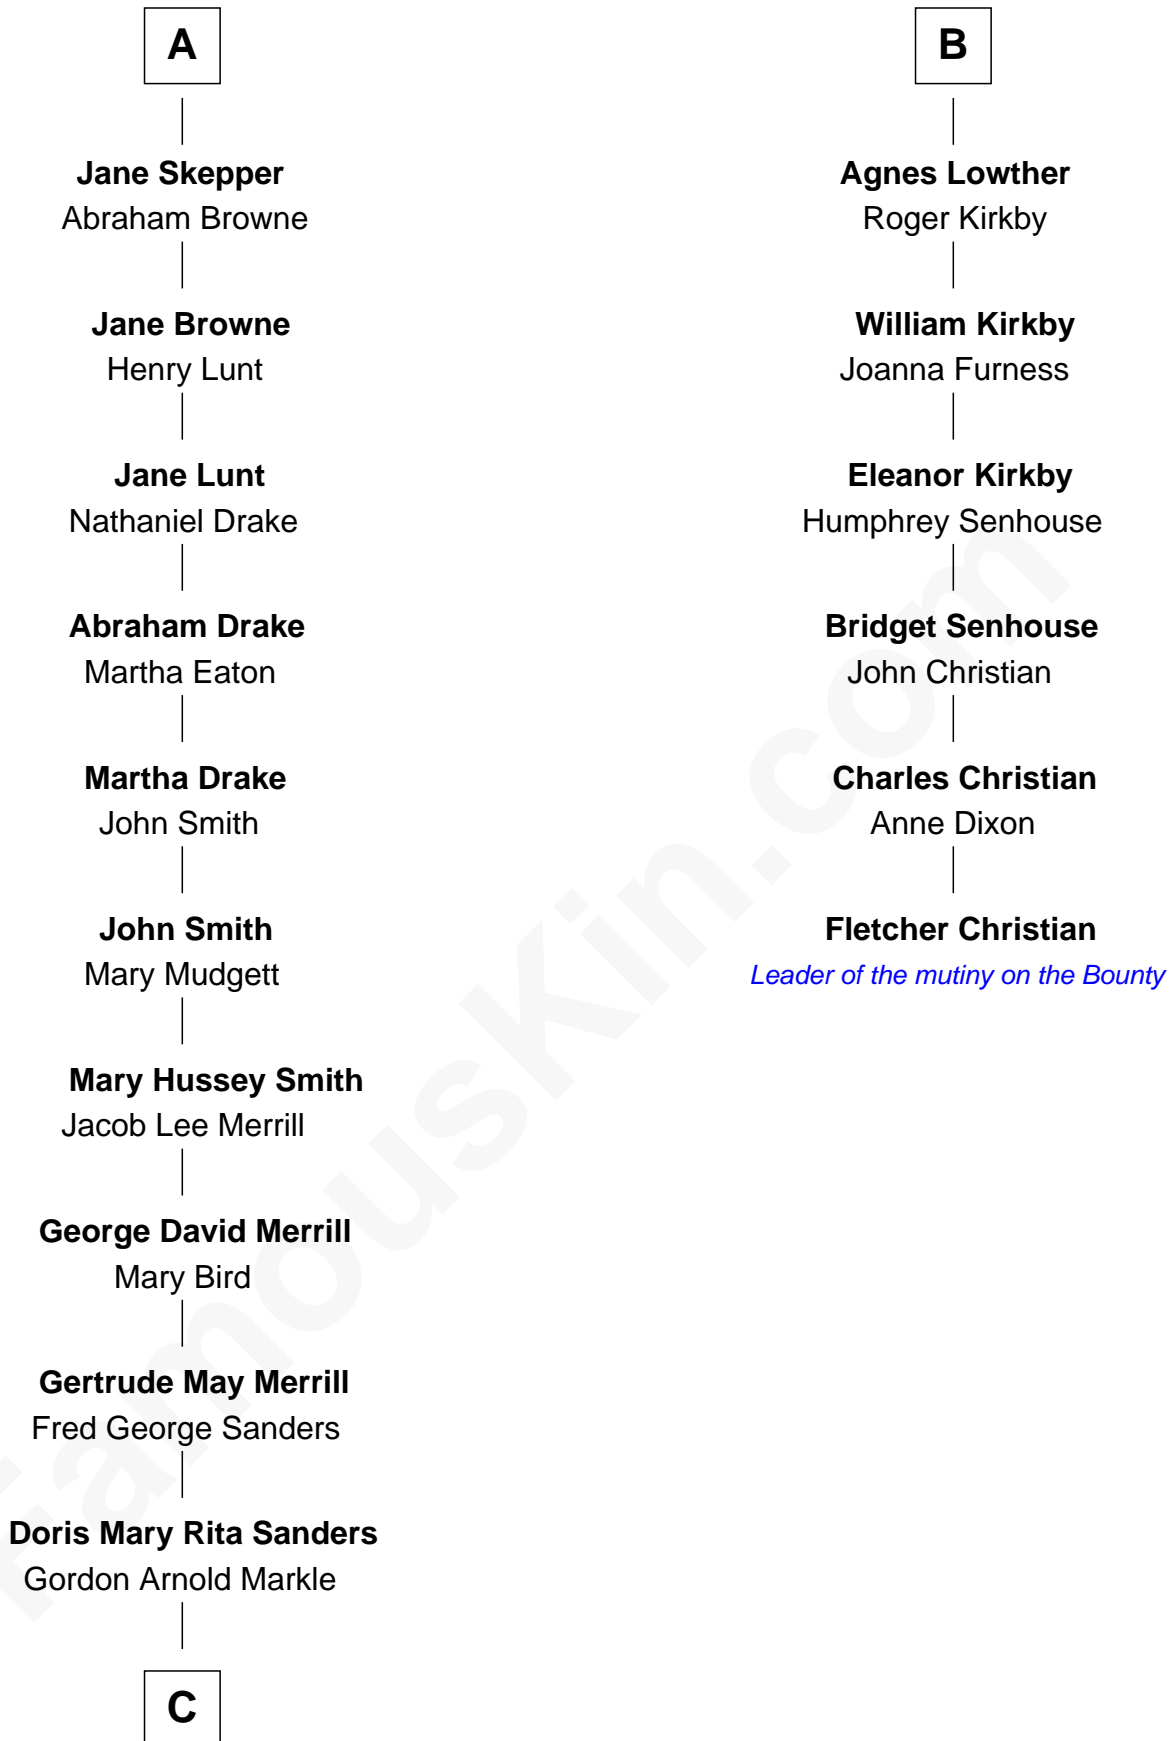 A
Jane Skepper
Abraham Browne
Jane Browne
Henry Lunt
Jane Lunt
Nathaniel Drake
Abraham Drake
Martha Eaton
Martha Drake
John Smith
John Smith
Mary Mudgett
Mary Hussey Smith
Jacob Lee Merrill
George David Merrill
Mary Bird
Gertrude May Merrill
Fred George Sanders
Doris Mary Rita Sanders
Gordon Arnold Markle
C
B
Agnes Lowther
Roger Kirkby
William Kirkby
Joanna Furness
Eleanor Kirkby
Humphrey Senhouse
Bridget Senhouse
John Christian
Charles Christian
Anne Dixon
Fletcher Christian
Leader of the mutiny on the Bounty
FamousKin.com